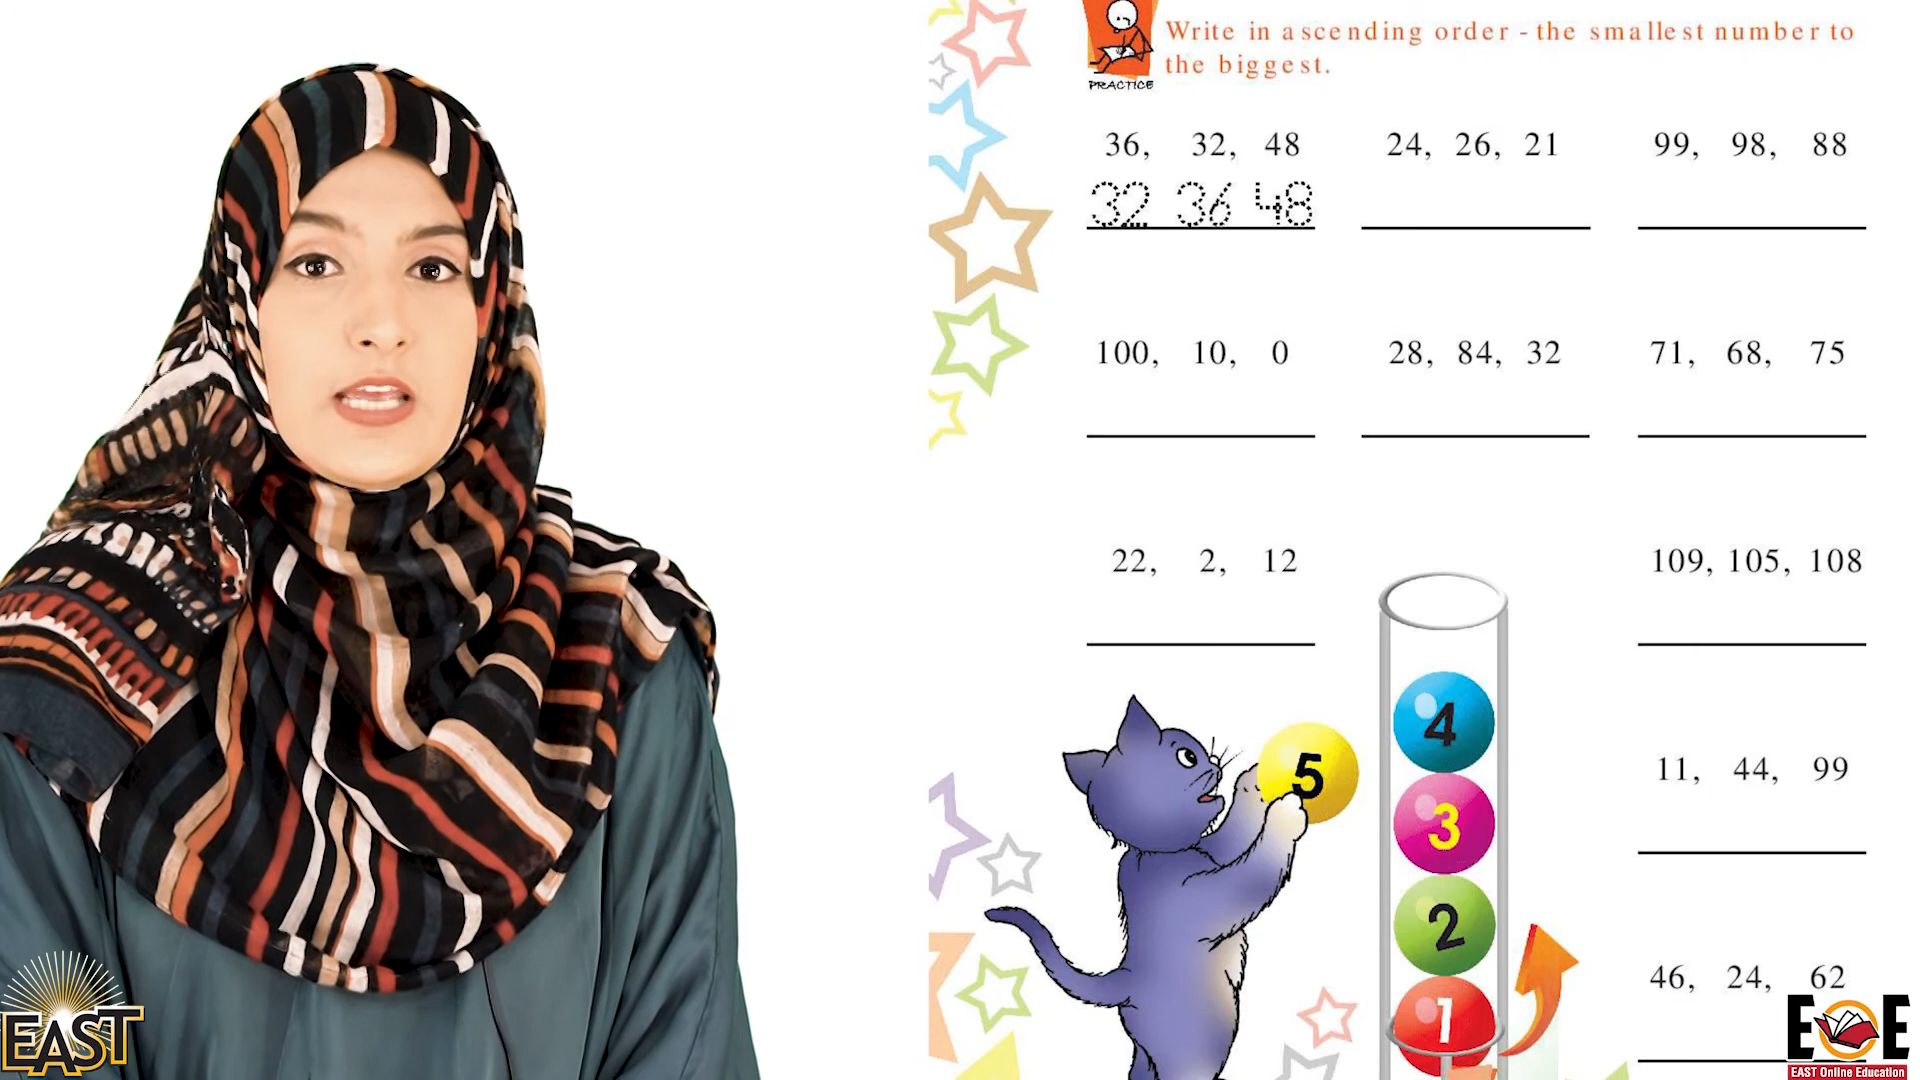 Write in ascending order - the smallest number to
the biggest.
PRACTICE
36, 32, 48
24, 26, 21
99, 98, 88
32 36 48
100, 10, 0
28, 84, 32
71, 68, 75
22, 2, 12
109, 105, 108
4
5
3
11, 44, 99
2
46, 24, 62
1
EAST
EOE
EAST Online Education